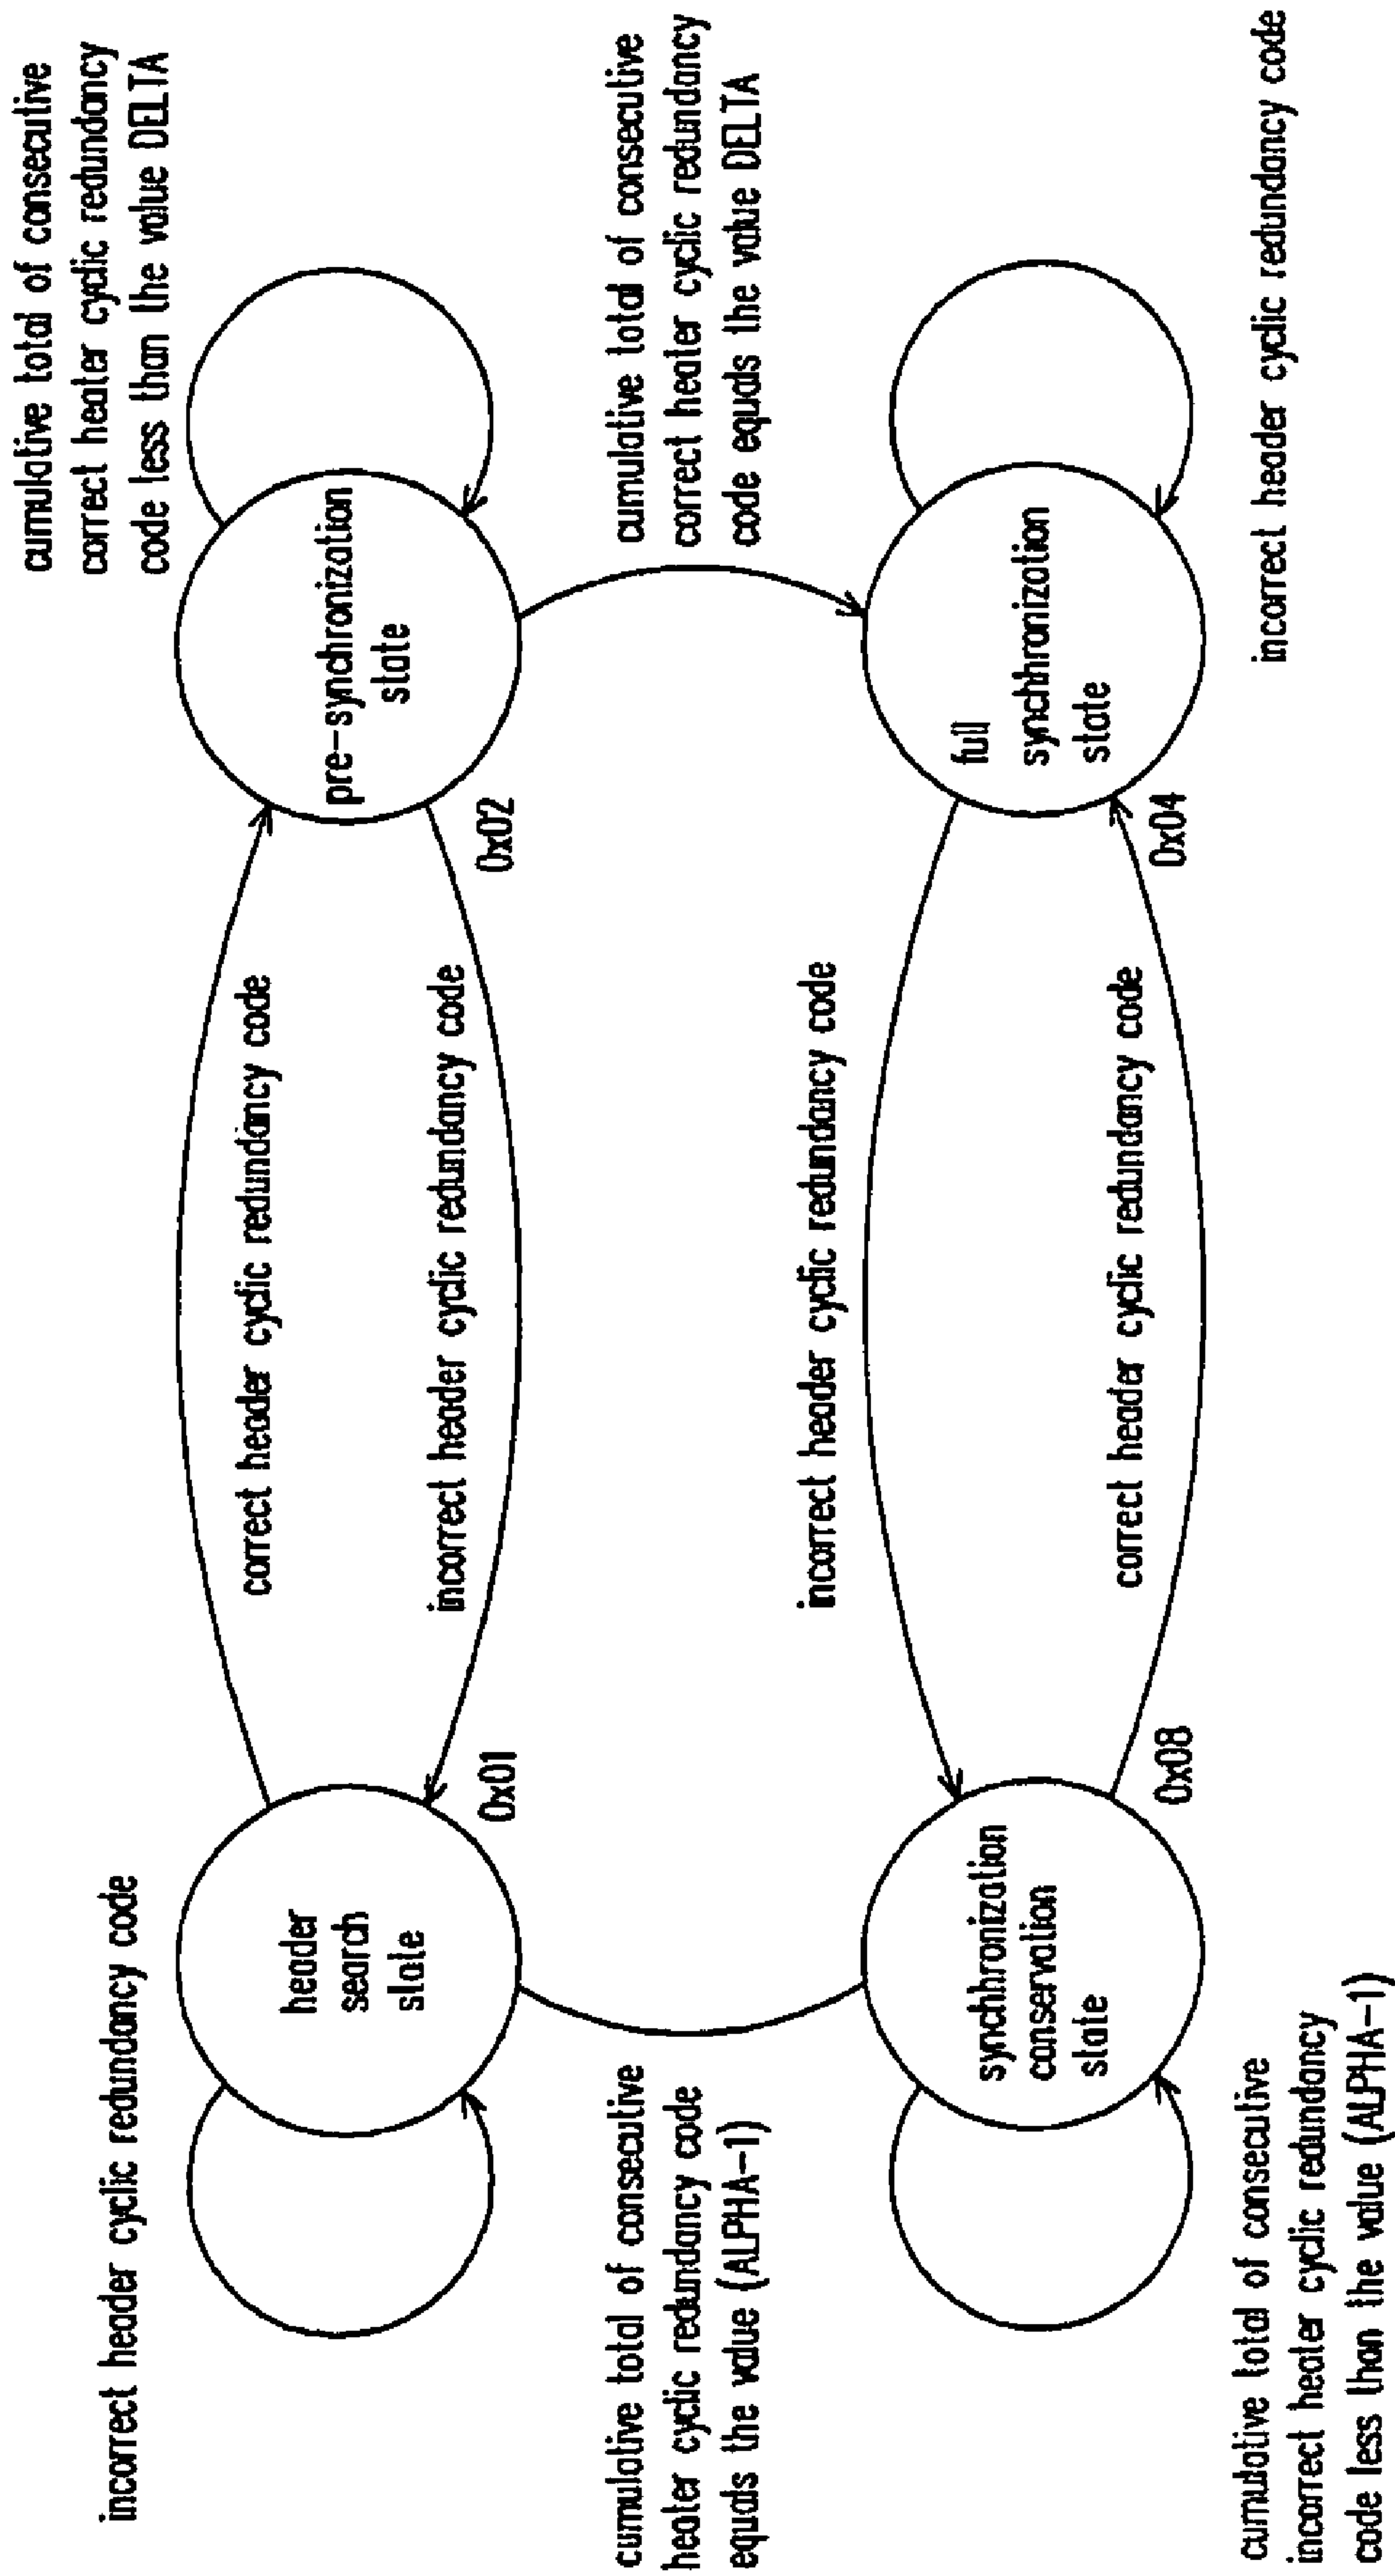 cumulative total of consecutive
correct heater cyclic redundancy
code less than the value DELTA
incorrect header cyclic redundancy code
header
search
state
0x01
correct header cyclic redundancy code
incorrect header cyclic redundancy code
pre-synchronization
state
0x02
cumulative total of consecutive
heater cyclic redundancy code
equals the value (ALPHA-1)
cumulative total of consecutive
correct heater cyclic redundancy
code equals the value DELTA
synchhronization
conservation
state
0x08
incorrect header cyclic redundancy code
correct header cyclic redundancy code
full
synchhronization
state
0x04
cumulative total of consecutive
incorrect heater cyclic redundancy
code less than the value (ALPHA-1)
incorrect header cyclic redundancy code